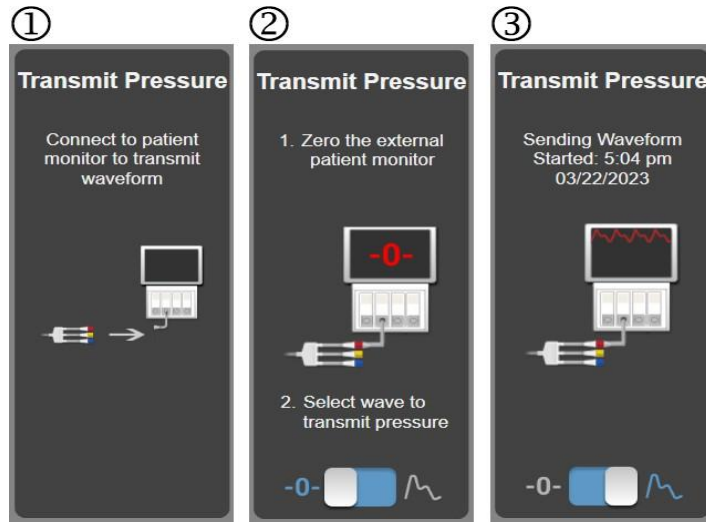 ①
Transmit Pressure
Connect to patient
monitor to transmit
waveform
②
Transmit Pressure
1. Zero the external
patient monitor
-0-
2. Select wave to
transmit pressure
-0-
③
Transmit Pressure
Sending Waveform
Started: 5:04 pm
03/22/2023
-0-